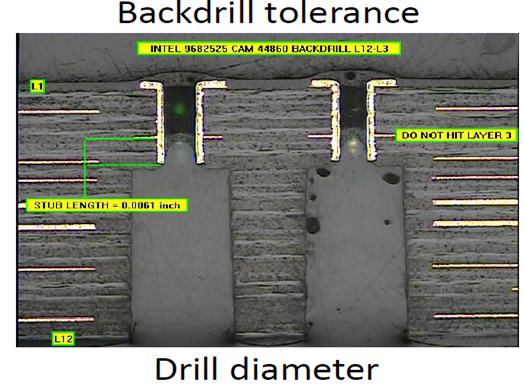 Backdrill tolerance
INTEL 9682525 CAM 44860 BACKDRILL L12-L3
L1
DO NOT HIT LAYER 3
STUB LENGTH = 0.0061 inch
L12
Drill diameter